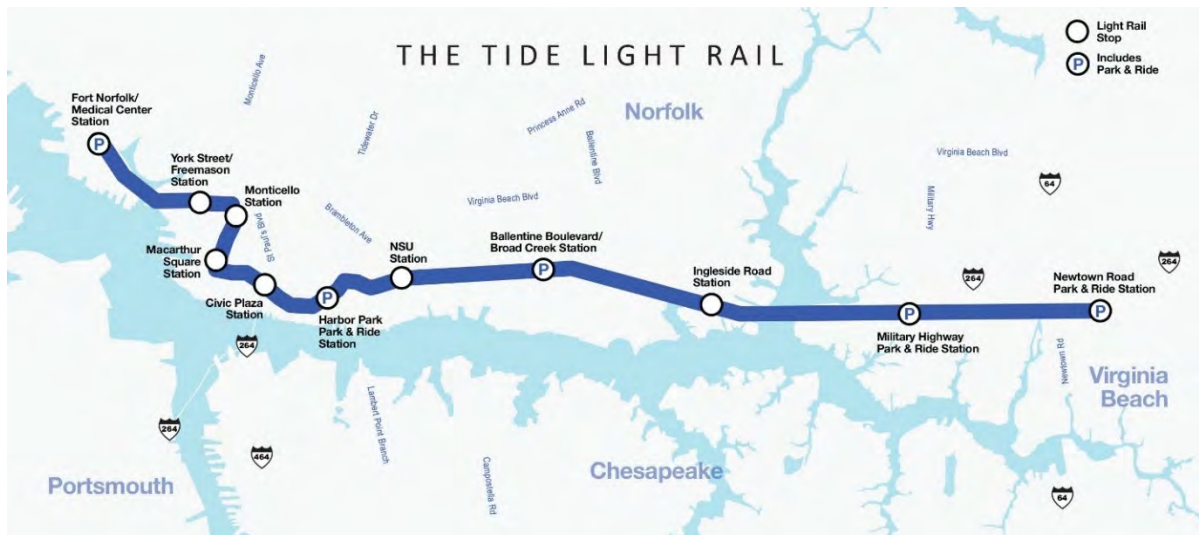 THE TIDE LIGHT RAIL
Light Rail
Stop
P
Includes
Park & Ride
Fort Norfolk/
Medical Center
Station
P
Monticello Ave
York Street/
Freemason
Station
Monticello
Station
St Paul's Blvd
Macarthur
Square
Station
Civic Plaza
Station
P
Harbor Park
Park & Ride
Station
Tidewater Dr
Brambleton Ave
NSU
Station
Virginia Beach Blvd
Princess Anne Rd
Ballentine Blvd
Norfolk
Ballentine Boulevard/
Broad Creek Station
P
Ingleside Road
Station
Virginia Beach Blvd
Military Hwy
64
264
264
P
Military Highway
Park & Ride Station
Newtown Road
Park & Ride Station
P
Newtown Rd
Virginia
Beach
264
264
464
Lambert Point Branch
Campostella Rd
Portsmouth
Chesapeake
64